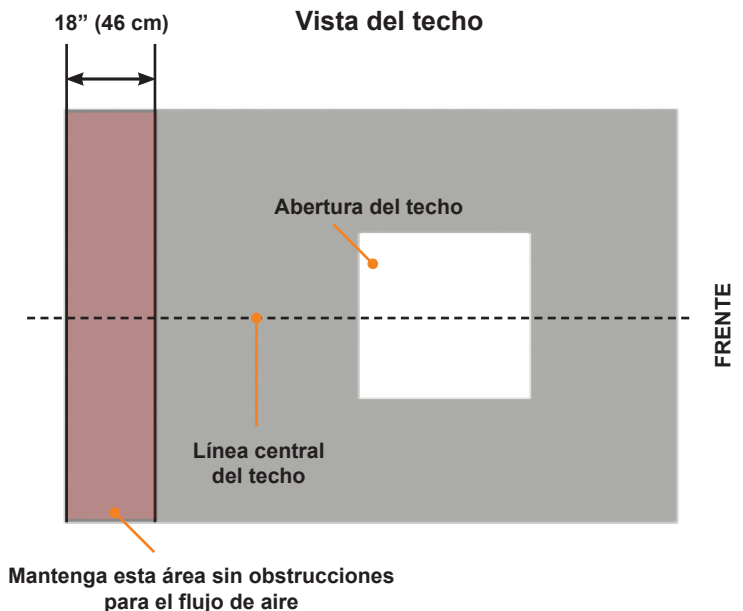 18” (46 cm)
Vista del techo
Abertura del techo
FRENTE
Línea central
del techo
Mantenga esta área sin obstrucciones
para el flujo de aire